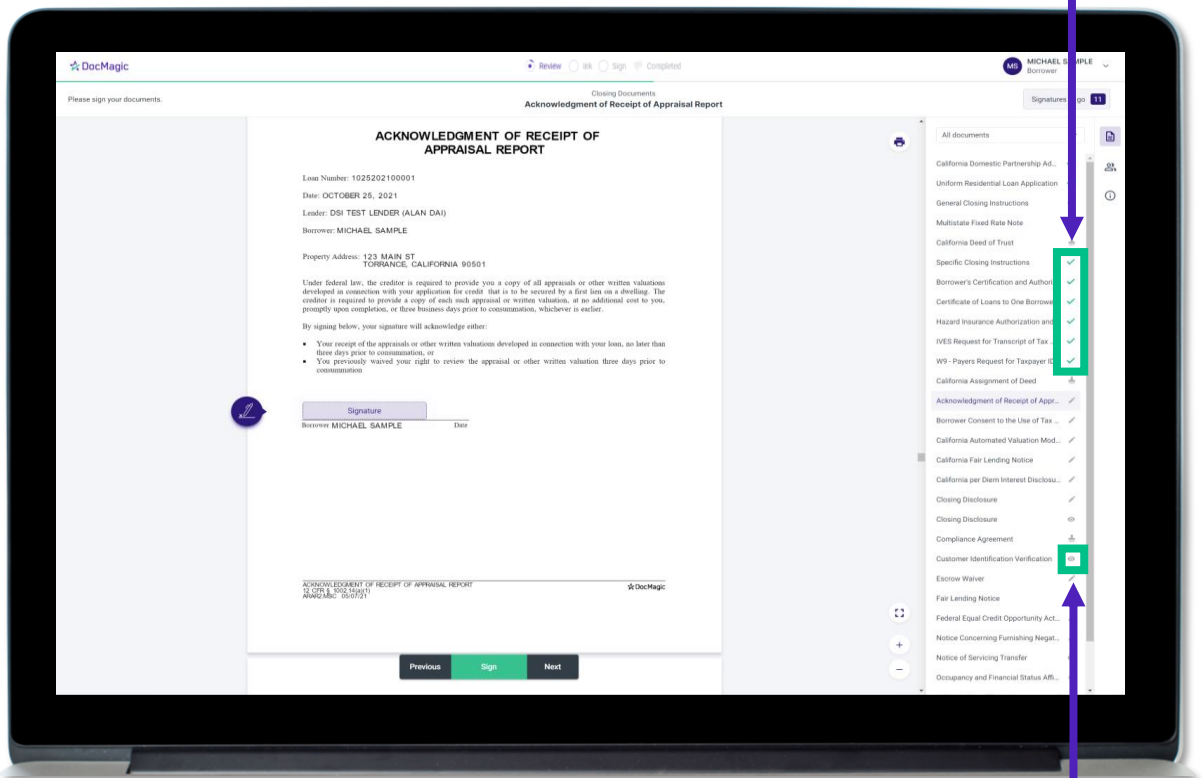 DocMagic
Review
Ink
Sign
Completed
MS
MICHAEL S MPLE
Borrower
Please sign your documents.
Closing Documents
Acknowledgment of Receipt of Appraisal Report
Signatures go 11
ACKNOWLEDGMENT OF RECEIPT OF
APPRAISAL REPORT
Loan Number: 1025202100001
Date: OCTOBER 25, 2021
Lender: DSI TEST LENDER (ALAN DAI)
Borrower: MICHAEL SAMPLE
Property Address: 123 MAIN ST
TORRANCE, CALIFORNIA 90501
Under federal law, the creditor is required to provide you a copy of all appraisals or other written valuations
developed in connection with your application for credit that is to be secured by a first lien on a dwelling. The
creditor is required to provide a copy of each such appraisal or written valuation, at no additional cost to you,
promptly upon completion, or three business days prior to consummation, whichever is earlier.
By signing below, your signature will acknowledge either:
▪ Your receipt of the appraisals or other written valuations developed in connection with your loan, no later than
three days prior to consummation, or
▪ You previously waived your right to review the appraisal or other written valuation three days prior to
consummation
Signature
Borrower MICHAEL SAMPLE Date
ACKNOWLEDGMENT OF RECEIPT OF APPRAISAL REPORT
12 CFR § 1002.14(a)(1)
ARAR2.MSC 05/07/21
DocMagic
Previous
Sign
Next
All documents
California Domestic Partnership Ad...
Uniform Residential Loan Application
General Closing Instructions
Multistate Fixed Rate Note
California Deed of Trust
Specific Closing Instructions
Borrower's Certification and Authori
Certificate of Loans to One Borrowe
Hazard Insurance Authorization and
IVES Request for Transcript of Tax ..
W9 - Payers Request for Taxpayer ID
California Assignment of Deed
Acknowledgment of Receipt of Appr...
Borrower Consent to the Use of Tax ...
California Automated Valuation Mod...
California Fair Lending Notice
California per Diem Interest Disclosu...
Closing Disclosure
Closing Disclosure
Compliance Agreement
Customer Identification Verification
Escrow Waiver
Fair Lending Notice
Federal Equal Credit Opportunity Act...
Notice Concerning Furnishing Negat...
Notice of Servicing Transfer
Occupancy and Financial Status Affi...